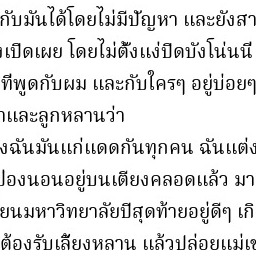 กับมันได้โดยไม่มีปัญหา และยังสา
งเปิดเผย โดยไม่ต้งแง่ปิดบังโน่นนี่
ที่พูดกับผม และกับใครๆ อยู่บ่อยๆ
าและลูกหลานว่า
งฉันมันแก่แดดกันทุกคน ฉันแต่ง
ป่องนอนอยู่บนเตียงคลอดแล้ว มา
ยนมหาวิทยาลัยปีสุดท้ายอยู่ดีๆ เกิ
ต้องรับเลี้ยงหลาน แล้วปล่อยแม่เข